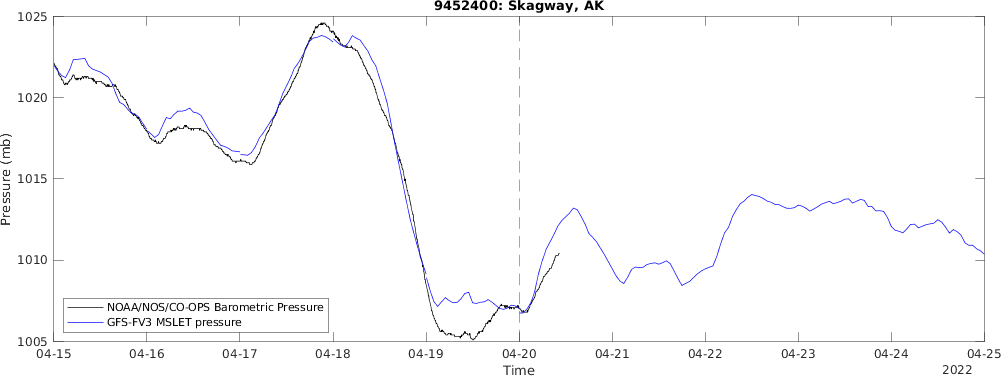 9452400: Skagway, AK
1025
1020
1015
1010
1005
Pressure (mb)
NOAA/NOS/CO-OPS Barometric Pressure
GFS-FV3 MSLET pressure
04-15 04-16 04-17 04-18 04-19 04-20 04-21 04-22 04-23 04-24 04-25
Time
2022